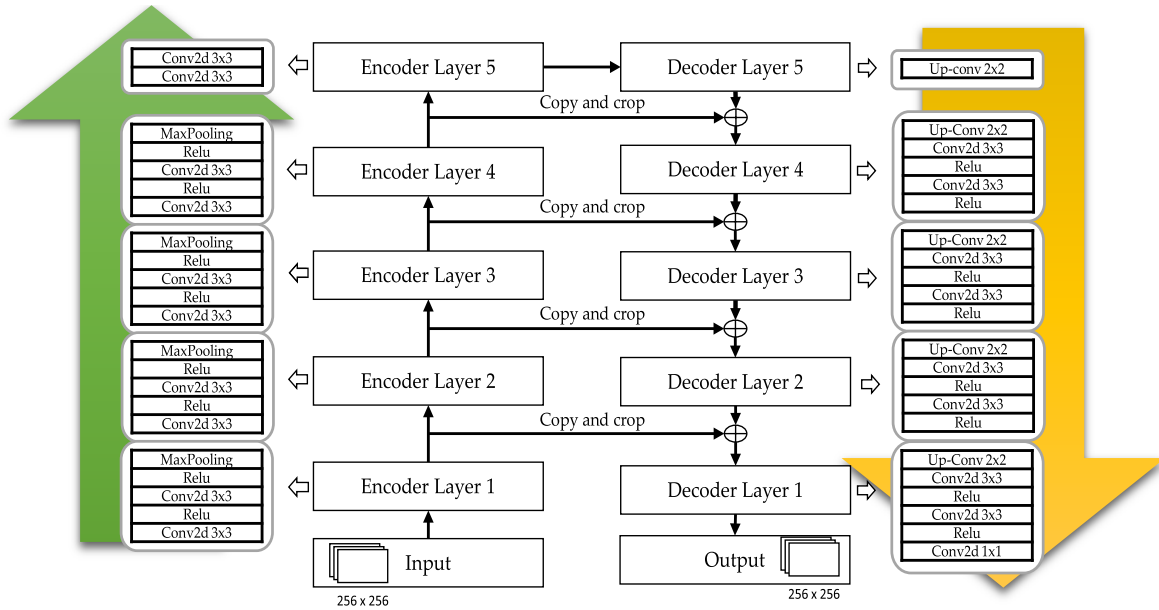 Conv2d 3x3
Conv2d 3x3
Encoder Layer 5
Decoder Layer 5
Up-conv 2x2
Copy and crop
MaxPooling
Relu
Conv2d 3x3
Relu
Conv2d 3x3
Encoder Layer 4
Decoder Layer 4
Up-Conv 2x2
Conv2d 3x3
Relu
Conv2d 3x3
Relu
Copy and crop
MaxPooling
Relu
Conv2d 3x3
Relu
Conv2d 3x3
Encoder Layer 3
Decoder Layer 3
Up-Conv 2x2
Conv2d 3x3
Relu
Conv2d 3x3
Relu
Copy and crop
MaxPooling
Relu
Conv2d 3x3
Relu
Conv2d 3x3
Encoder Layer 2
Decoder Layer 2
Up-Conv 2x2
Conv2d 3x3
Relu
Conv2d 3x3
Relu
Copy and crop
MaxPooling
Relu
Conv2d 3x3
Relu
Conv2d 3x3
Encoder Layer 1
Decoder Layer 1
Up-Conv 2x2
Conv2d 3x3
Relu
Conv2d 3x3
Relu
Conv2d 1x1
Input
Output
256 x 256
256 x 256